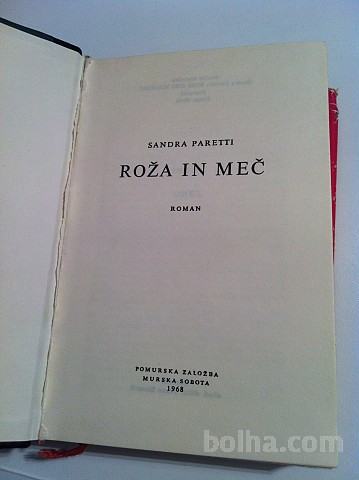 SANDRA PARETTI
ROŽA IN MEČ
ROMAN
POMURSKA ZALOŽBA
MURSKA SOBOTA
1968
bolha.com